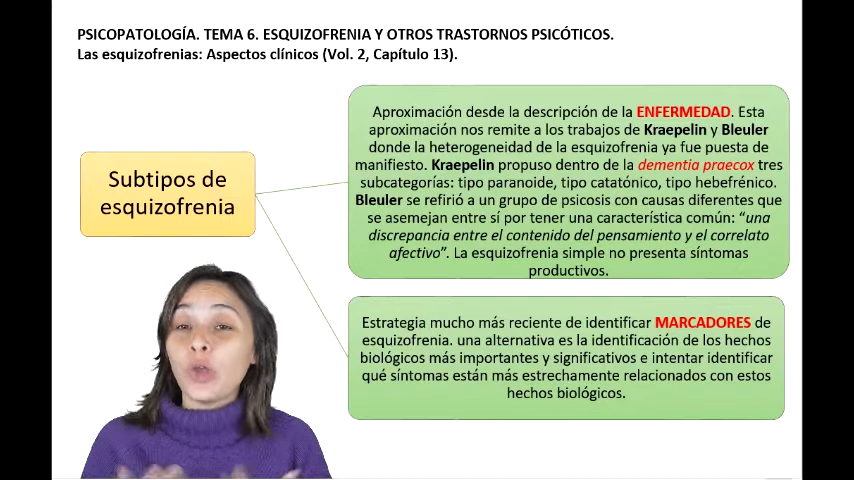 PSICOPATOLOGÍA. TEMA 6. ESQUIZOFRENIA Y OTROS TRASTORNOS PSICÓTICOS.
Las esquizofrenias: Aspectos clínicos (Vol. 2, Capítulo 13).
Subtipos de
esquizofrenia
Aproximación desde la descripción de la ENFERMEDAD. Esta
aproximación nos remite a los trabajos de Kraepelin y Bleuler
donde la heterogeneidad de la esquizofrenia ya fue puesta de
manifiesto. Kraepelin propuso dentro de la dementia praecox tres
subcategorías: tipo paranoide, tipo catatónico, tipo hebefrénico.
Bleuler se refirió a un grupo de psicosis con causas diferentes que
se asemejan entre sí por tener una característica común: “una
discrepancia entre el contenido del pensamiento y el correlato
afectivo”. La esquizofrenia simple no presenta síntomas
productivos.
Estrategia mucho más reciente de identificar MARCADORES de
esquizofrenia. una alternativa es la identificación de los hechos
biológicos más importantes y significativos e intentar identificar
qué síntomas están más estrechamente relacionados con estos
hechos biológicos.